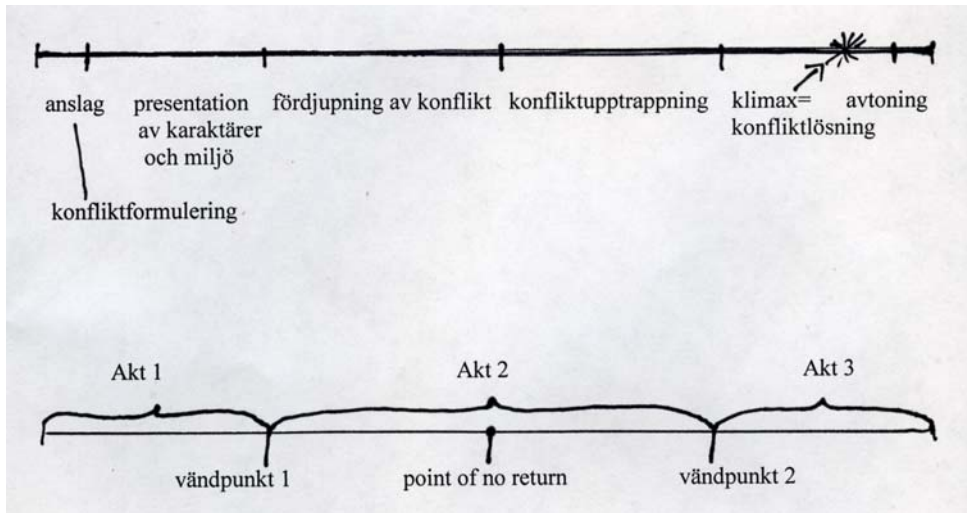 anslag
presentation
av karaktärer
och miljö
fördjupning av konflikt
konfliktupptrappning
klimax=
konfliktlösning
avtoning
konfliktformulering
Akt 1
Akt 2
Akt 3
vändpunkt 1
point of no return
vändpunkt 2